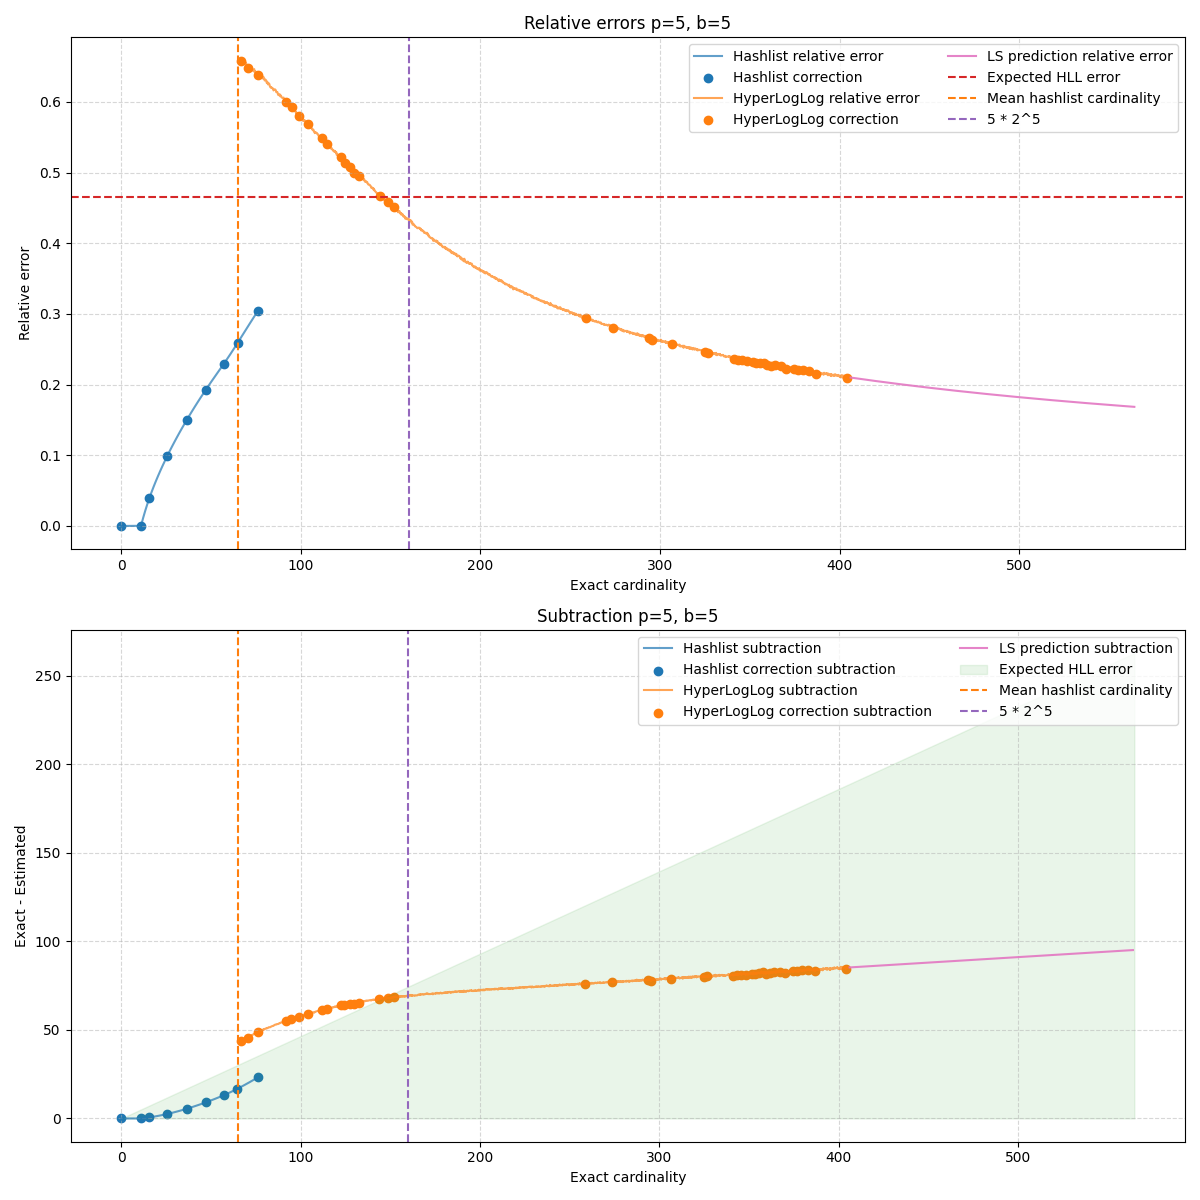 Relative errors p=5, b=5
Hashlist relative error
Hashlist correction
HyperLogLog relative error
HyperLogLog correction
LS prediction relative error
Expected HLL error
Mean hashlist cardinality
5 * 2^5
Relative error
0.6
0.5
0.4
0.3
0.2
0.1
0.0
0 100 200 300 400 500
Exact cardinality
Subtraction p=5, b=5
Hashlist subtraction
Hashlist correction subtraction
HyperLogLog subtraction
HyperLogLog correction subtraction
LS prediction subtraction
Expected HLL error
Mean hashlist cardinality
5 * 2^5
Exact - Estimated
250
200
150
100
50
0
0 100 200 300 400 500
Exact cardinality